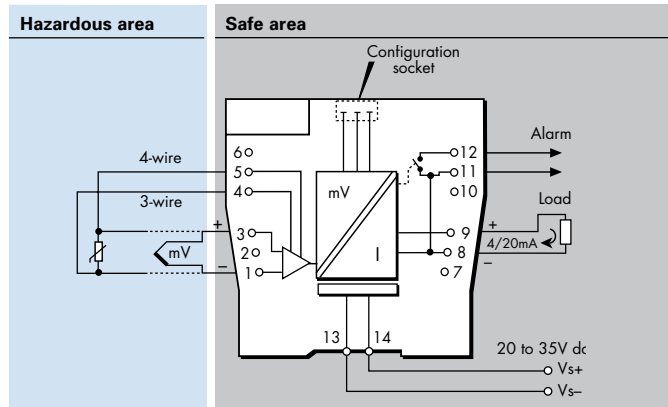 Hazardous area
Safe area
Configuration
socket
Alarm
4-wire
3-wire
6
5
4
3
2
1
mV
mV
I
12
11
10
9
8
7
Load
4/20mA
+
–
+
–
13
14
20 to 35V dc
Vs+
Vs–